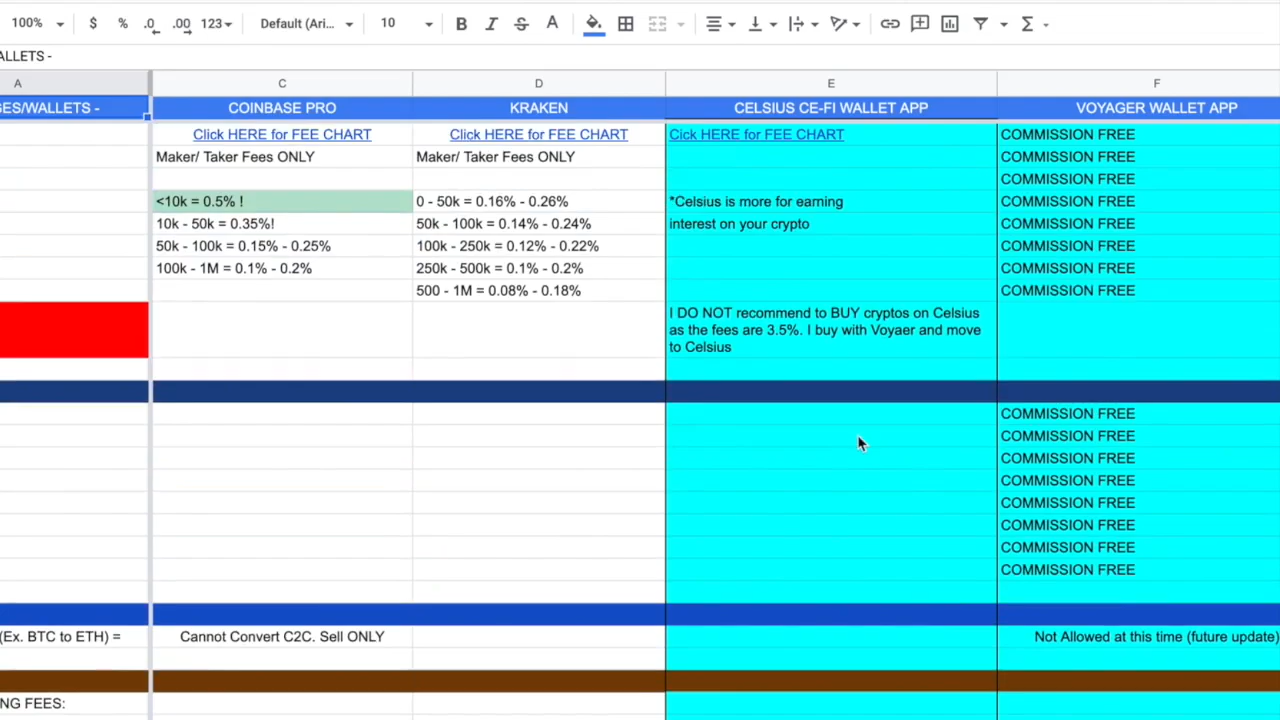 100% $ % .0 .00 123 Default (Ari... 10 B I S A Σ
ALLETS -
A C D E F
GES/WALLETS - COINBASE PRO KRAKEN CELSIUS CE-FI WALLET APP VOYAGER WALLET APP
Click HERE for FEE CHART Click HERE for FEE CHART Cick HERE for FEE CHART COMMISSION FREE
Maker/ Taker Fees ONLY Maker/ Taker Fees ONLY COMMISSION FREE
COMMISSION FREE
<10k = 0.5% ! 0 - 50k = 0.16% - 0.26% *Celsius is more for earning COMMISSION FREE
10k - 50k = 0.35%! 50k - 100k = 0.14% - 0.24% interest on your crypto COMMISSION FREE
50k - 100k = 0.15% - 0.25% 100k - 250k = 0.12% - 0.22% COMMISSION FREE
100k - 1M = 0.1% - 0.2% 250k - 500k = 0.1% - 0.2% COMMISSION FREE
500 - 1M = 0.08% - 0.18% COMMISSION FREE
I DO NOT recommend to BUY cryptos on Celsius
as the fees are 3.5%. I buy with Voyaer and move
to Celsius
COMMISSION FREE
COMMISSION FREE
COMMISSION FREE
COMMISSION FREE
COMMISSION FREE
COMMISSION FREE
COMMISSION FREE
COMMISSION FREE
(Ex. BTC to ETH) = Cannot Convert C2C. Sell ONLY Not Allowed at this time (future update)
NG FEES: